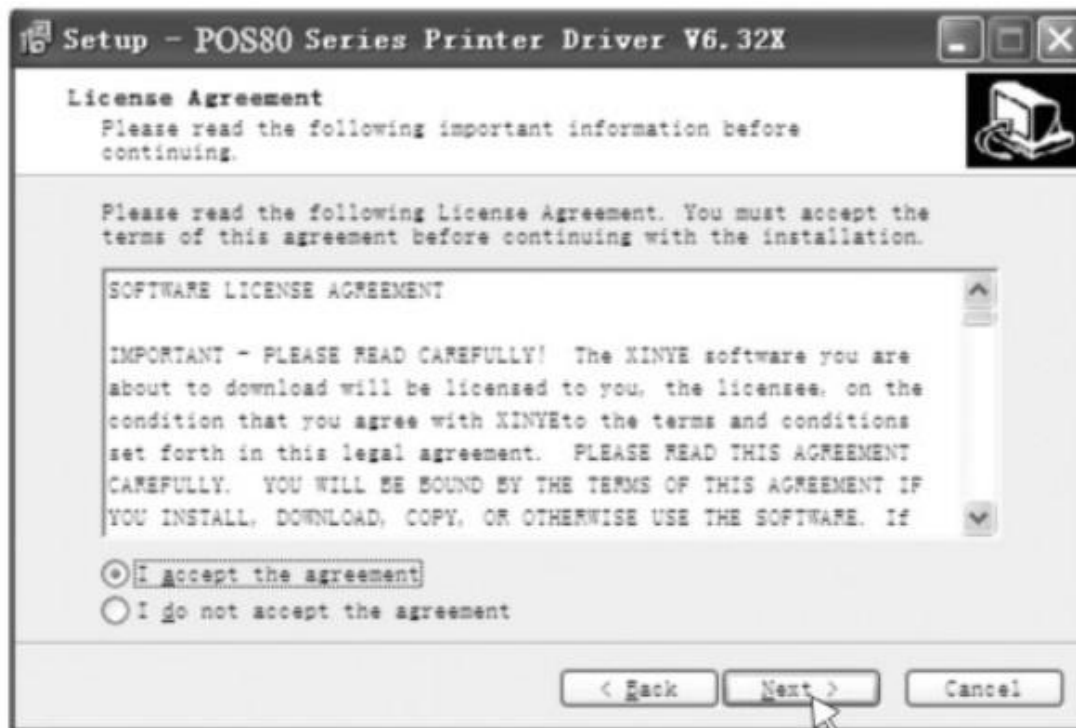 Setup - POS80 Series Printer Driver V6.32X
License Agreement
Please read the following important information before
continuing.
Please read the following License Agreement. You must accept the
terms of this agreement before continuing with the installation.
SOFTWARE LICENSE AGREEMENT
IMPORTANT - PLEASE READ CAREFULLY! The XINYE software you are
about to download will be licensed to you, the licensee, on the
condition that you agree with XINYEto the terms and conditions
set forth in this legal agreement. PLEASE READ THIS AGREEMENT
CAREFULLY. YOU WILL BE BOUND BY THE TERMS OF THIS AGREEMENT IF
YOU INSTALL, DOWNLOAD, COPY, OR OTHERWISE USE THE SOFTWARE. If
I accept the agreement
I do not accept the agreement
< Back Next > Cancel